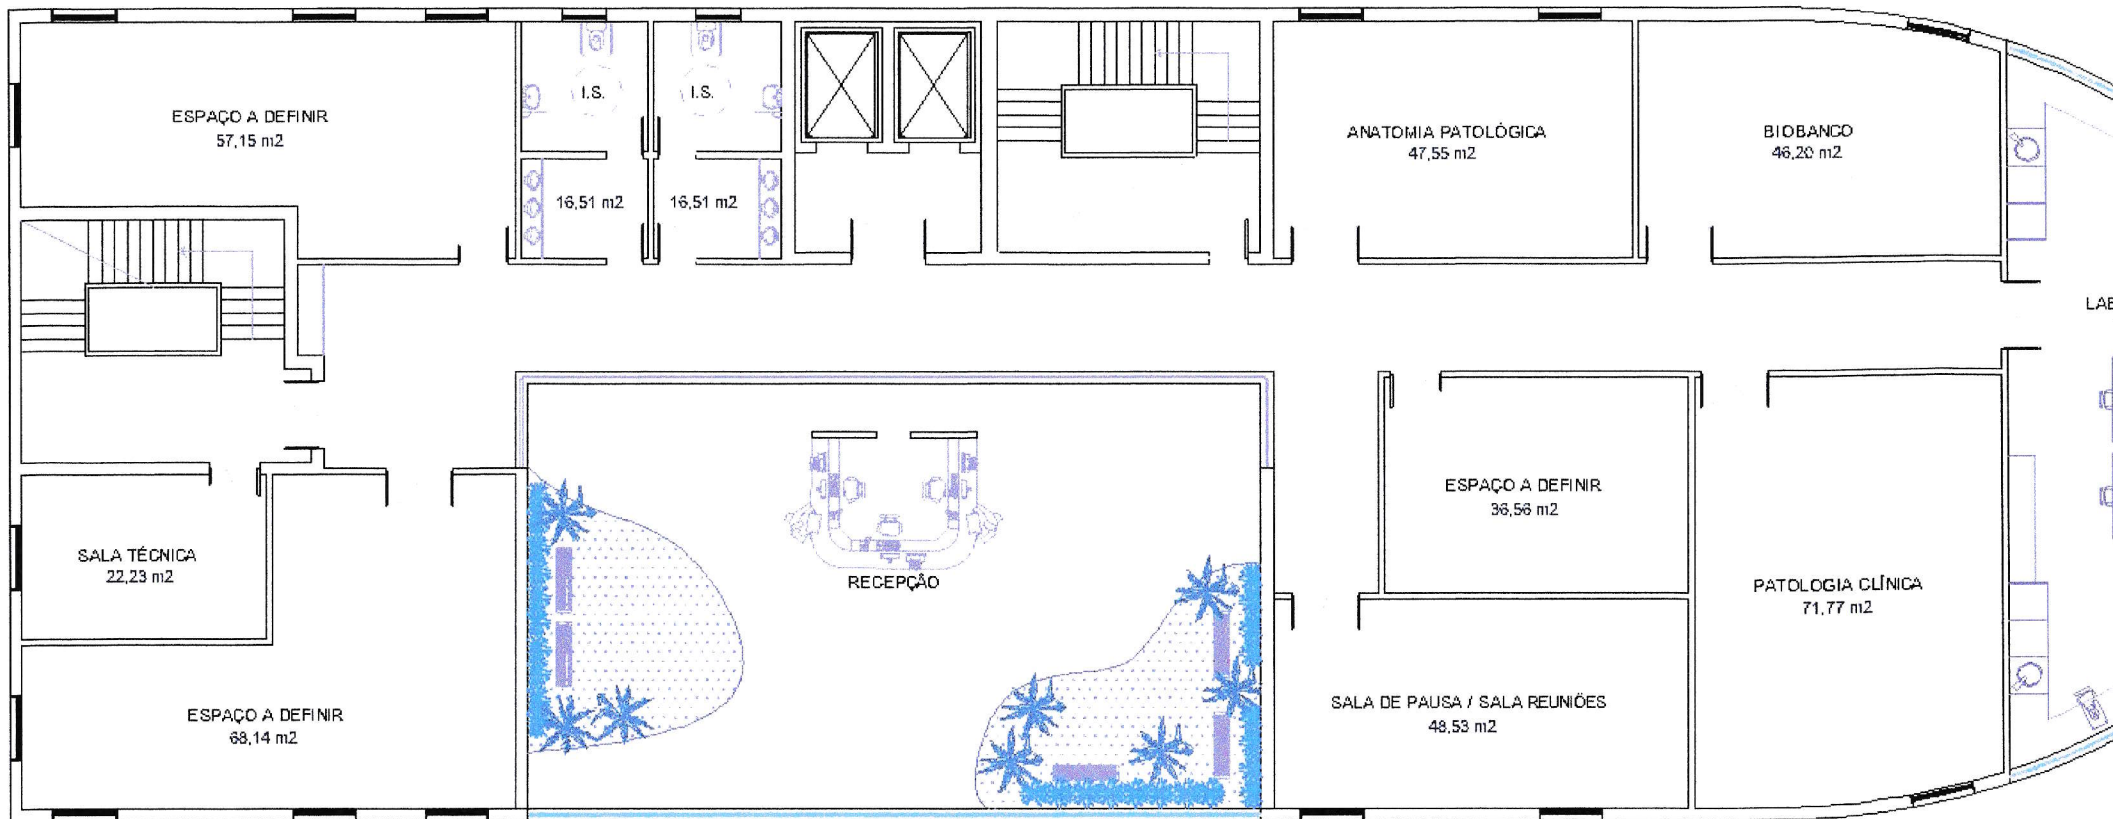 ESPAÇO A DEFINIR
57,15 m2
I.S.
I.S.
16,51 m2
16,51 m2
ANATOMIA PATOLÓGICA
47,55 m2
BIOBANCO
46,20 m2
LAB
SALA TÉCNICA
22,23 m2
ESPAÇO A DEFINIR
68,14 m2
RECEPÇÃO
ESPAÇO A DEFINIR
36,56 m2
SALA DE PAUSA / SALA REUNIÕES
48,53 m2
PATOLOGIA CLÍNICA
71,77 m2